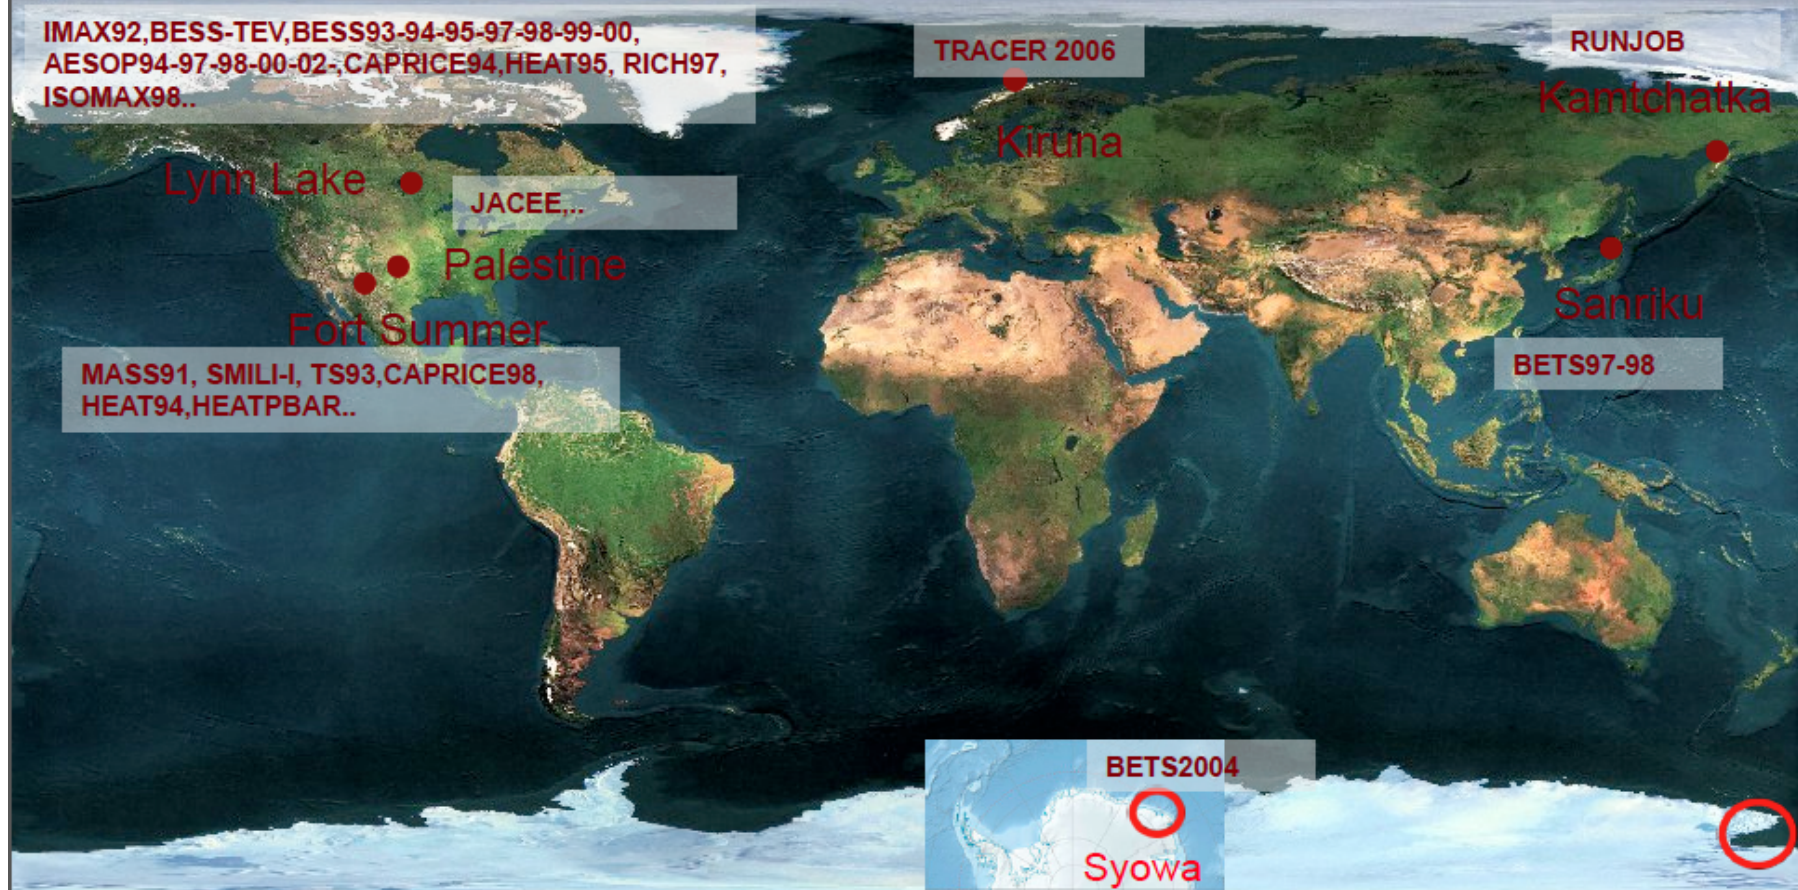 IMAX92,BESS-TEV,BESS93-94-95-97-98-99-00,
AESOP94-97-98-00-02-,CAPRICE94,HEAT95, RICH97,
ISOMAX98..
TRACER 2006
RUNJOB
Kamtchatka
Kiruna
Lynn Lake
JACEE,..
Palestine
Sanriku
Fort Summer
BETS97-98
MASS91, SMILI-I, TS93,CAPRICE98,
HEAT94,HEATPBAR..
BETS2004
Syowa